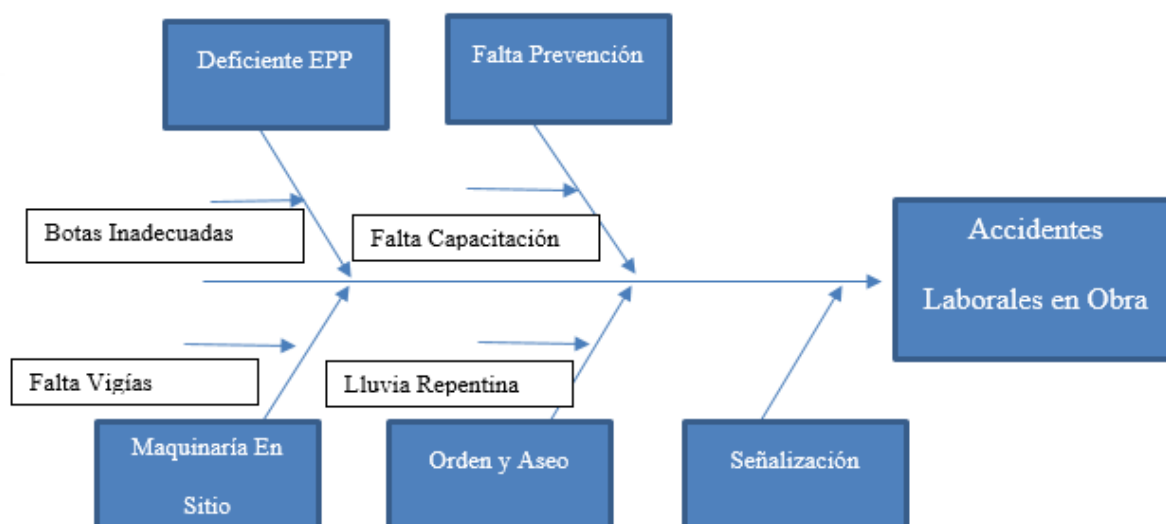 Deficiente EPP
Falta Prevención
Botas Inadecuadas
Falta Capacitación
Accidentes
Laborales en Obra
Falta Vigías
Lluvia Repentina
Maquinaría En
Sitio
Orden y Aseo
Señalización